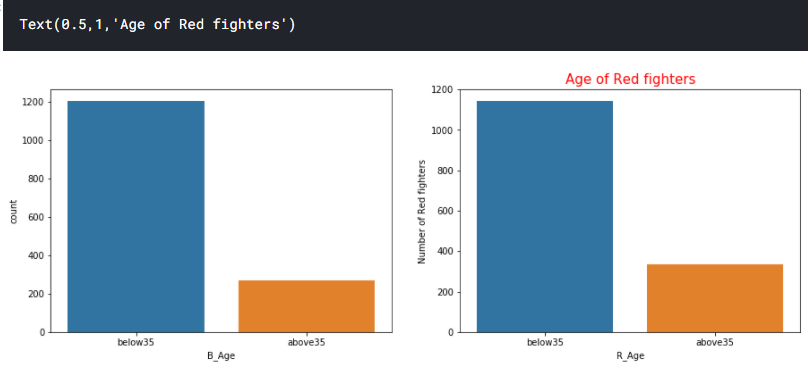 Text(0.5,1,'Age of Red fighters')
count
1200
1000
800
600
400
200
0
below35
above35
B_Age
Age of Red fighters
Number of Red fighters
1200
1000
800
600
400
200
0
below35
above35
R_Age